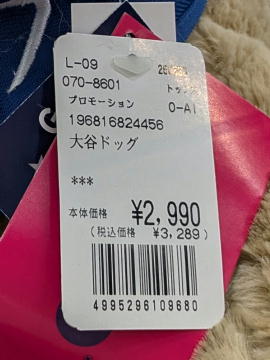 L-09
070-8601
プロモーション
196816824456
大谷ドッグ
***
本体価格 ¥2,990
(税込価格 ¥3,289)
4995296109680